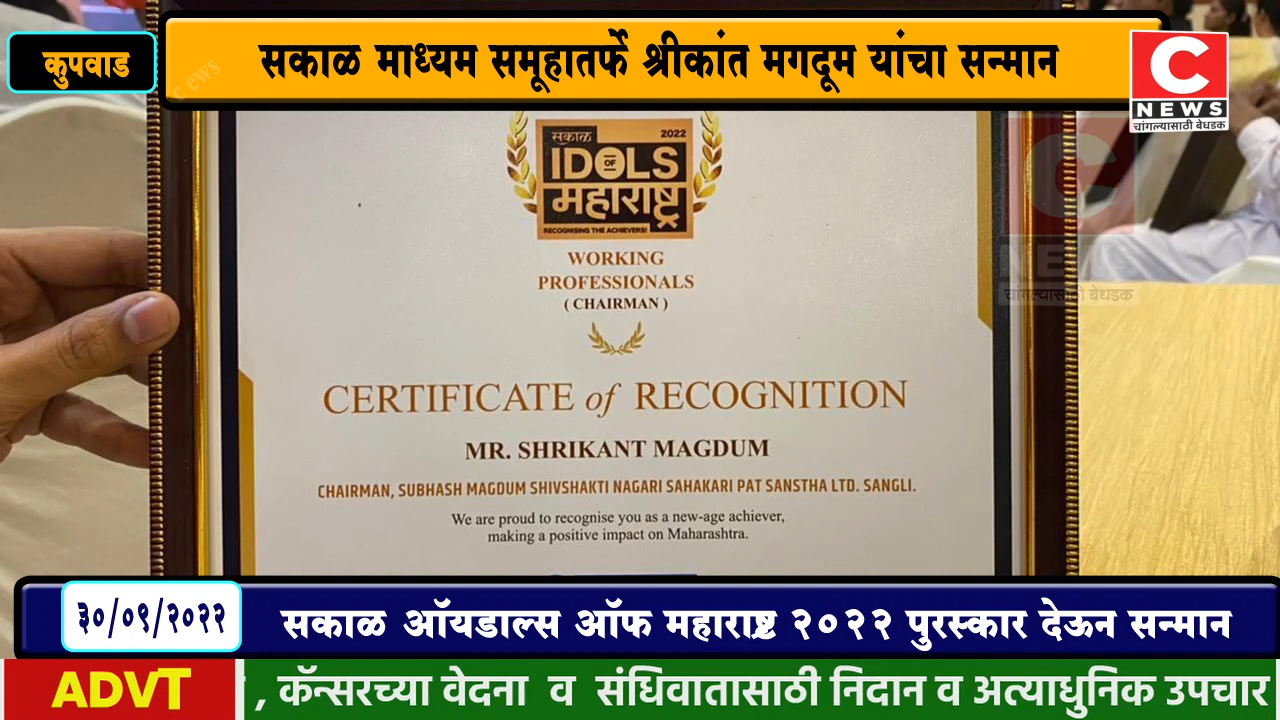 कुपवाड
सकाळ माध्यम समूहातर्फे श्रीकांत मगदूम यांचा सन्मान
C
NEWS
चांगल्यासाठी बेधडक
सकाळ 2022
IDOLS
OF
महाराष्ट्र
RECOGNISING THE ACHIEVERS!
C
NEWS
चांगल्यासाठी बेधडक
WORKING
PROFESSIONALS
( CHAIRMAN )
CERTIFICATE of RECOGNITION
MR. SHRIKANT MAGDUM
CHAIRMAN, SUBHASH MAGDUM SHIVSHAKTI NAGARI SAHAKARI PAT SANSTHA LTD. SANGLI.
We are proud to recognise you as a new-age achiever,
making a positive impact on Maharashtra.
३०/०९/२०२२
सकाळ ऑयडाल्स ऑफ महाराष्ट्र २०२२ पुरस्कार देऊन सन्मान
ADVT
, कॅन्सरच्या वेदना व संधिवातासाठी निदान व अत्याधुनिक उपचार